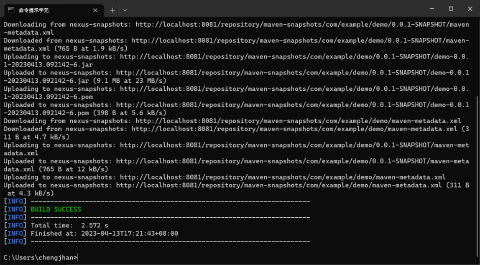 命令提示字元
Downloading from nexus-snapshots: http://localhost:8081/repository/maven-snapshots/com/example/demo/0.0.1-SNAPSHOT/maven
-metadata.xml
Downloaded from nexus-snapshots: http://localhost:8081/repository/maven-snapshots/com/example/demo/0.0.1-SNAPSHOT/maven-
metadata.xml (765 B at 1.9 kB/s)
Uploading to nexus-snapshots: http://localhost:8081/repository/maven-snapshots/com/example/demo/0.0.1-SNAPSHOT/demo-0.0.
1-20230413.092142-6.jar
Uploaded to nexus-snapshots: http://localhost:8081/repository/maven-snapshots/com/example/demo/0.0.1-SNAPSHOT/demo-0.0.1
-20230413.092142-6.jar (9.1 MB at 23 MB/s)
Uploading to nexus-snapshots: http://localhost:8081/repository/maven-snapshots/com/example/demo/0.0.1-SNAPSHOT/demo-0.0.
1-20230413.092142-6.pom
Uploaded to nexus-snapshots: http://localhost:8081/repository/maven-snapshots/com/example/demo/0.0.1-SNAPSHOT/demo-0.0.1
-20230413.092142-6.pom (398 B at 5.6 kB/s)
Downloading from nexus-snapshots: http://localhost:8081/repository/maven-snapshots/com/example/demo/maven-metadata.xml
Downloaded from nexus-snapshots: http://localhost:8081/repository/maven-snapshots/com/example/demo/maven-metadata.xml (3
11 B at 4.7 kB/s)
Uploading to nexus-snapshots: http://localhost:8081/repository/maven-snapshots/com/example/demo/0.0.1-SNAPSHOT/maven-met
adata.xml
Uploaded to nexus-snapshots: http://localhost:8081/repository/maven-snapshots/com/example/demo/0.0.1-SNAPSHOT/maven-meta
data.xml (765 B at 12 kB/s)
Uploading to nexus-snapshots: http://localhost:8081/repository/maven-snapshots/com/example/demo/maven-metadata.xml
Uploaded to nexus-snapshots: http://localhost:8081/repository/maven-snapshots/com/example/demo/maven-metadata.xml (311 B
 at 4.3 kB/s)
[INFO] ------------------------------------------------------------------------
[INFO] BUILD SUCCESS
[INFO] ------------------------------------------------------------------------
[INFO] Total time:  2.572 s
[INFO] Finished at: 2023-04-13T17:21:43+08:00
[INFO] ------------------------------------------------------------------------
C:\Users\chengjhan>